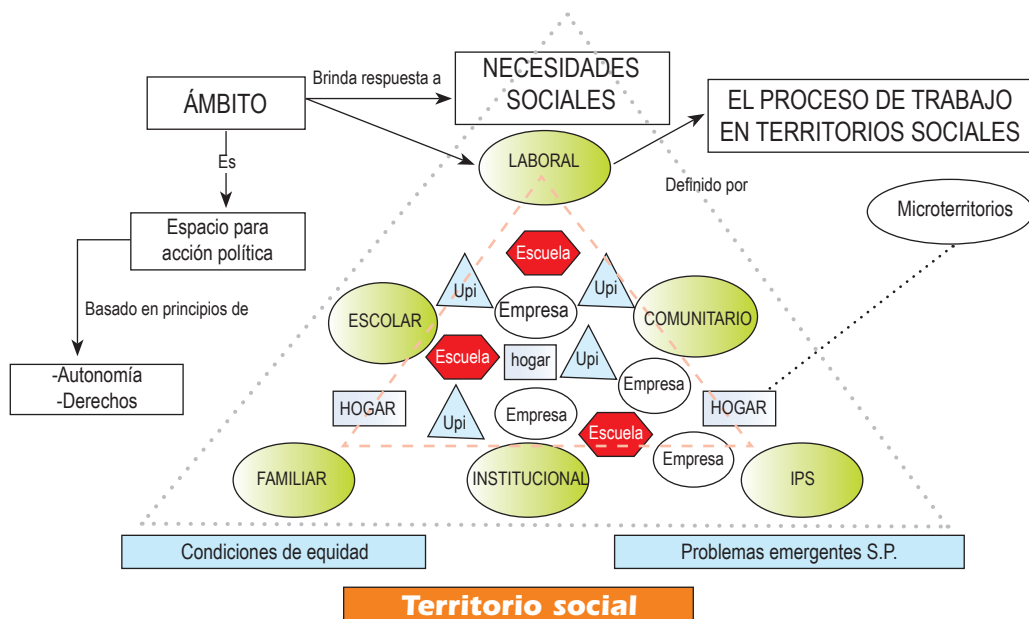 Brinda respuesta a
NECESIDADES
SOCIALES
ÁMBITO
EL PROCESO DE TRABAJO
EN TERRITORIOS SOCIALES
Es
LABORAL
Definido por
Microterritorios
Espacio para
acción política
Escuela
Upi
Upi
Empresa
Basado en principios de
ESCOLAR
COMUNITARIO
Escuela
hogar
Upi
-Autonomía
-Derechos
Empresa
HOGAR
Upi
Empresa
HOGAR
Escuela
Empresa
FAMILIAR
INSTITUCIONAL
IPS
Condiciones de equidad
Problemas emergentes S.P.
Territorio social